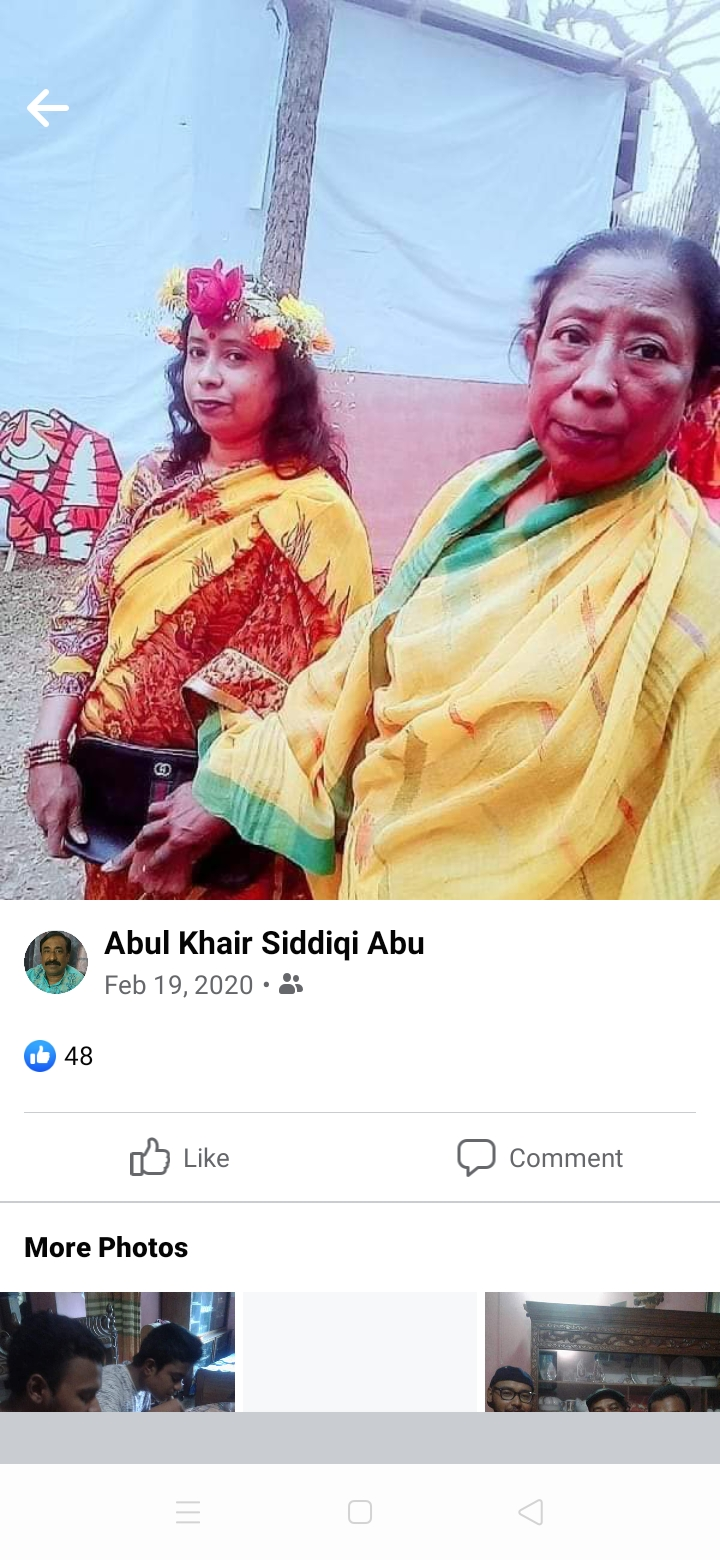 Abul Khair Siddiqi Abu
Feb 19, 2020 •
48
Like
Comment
More Photos